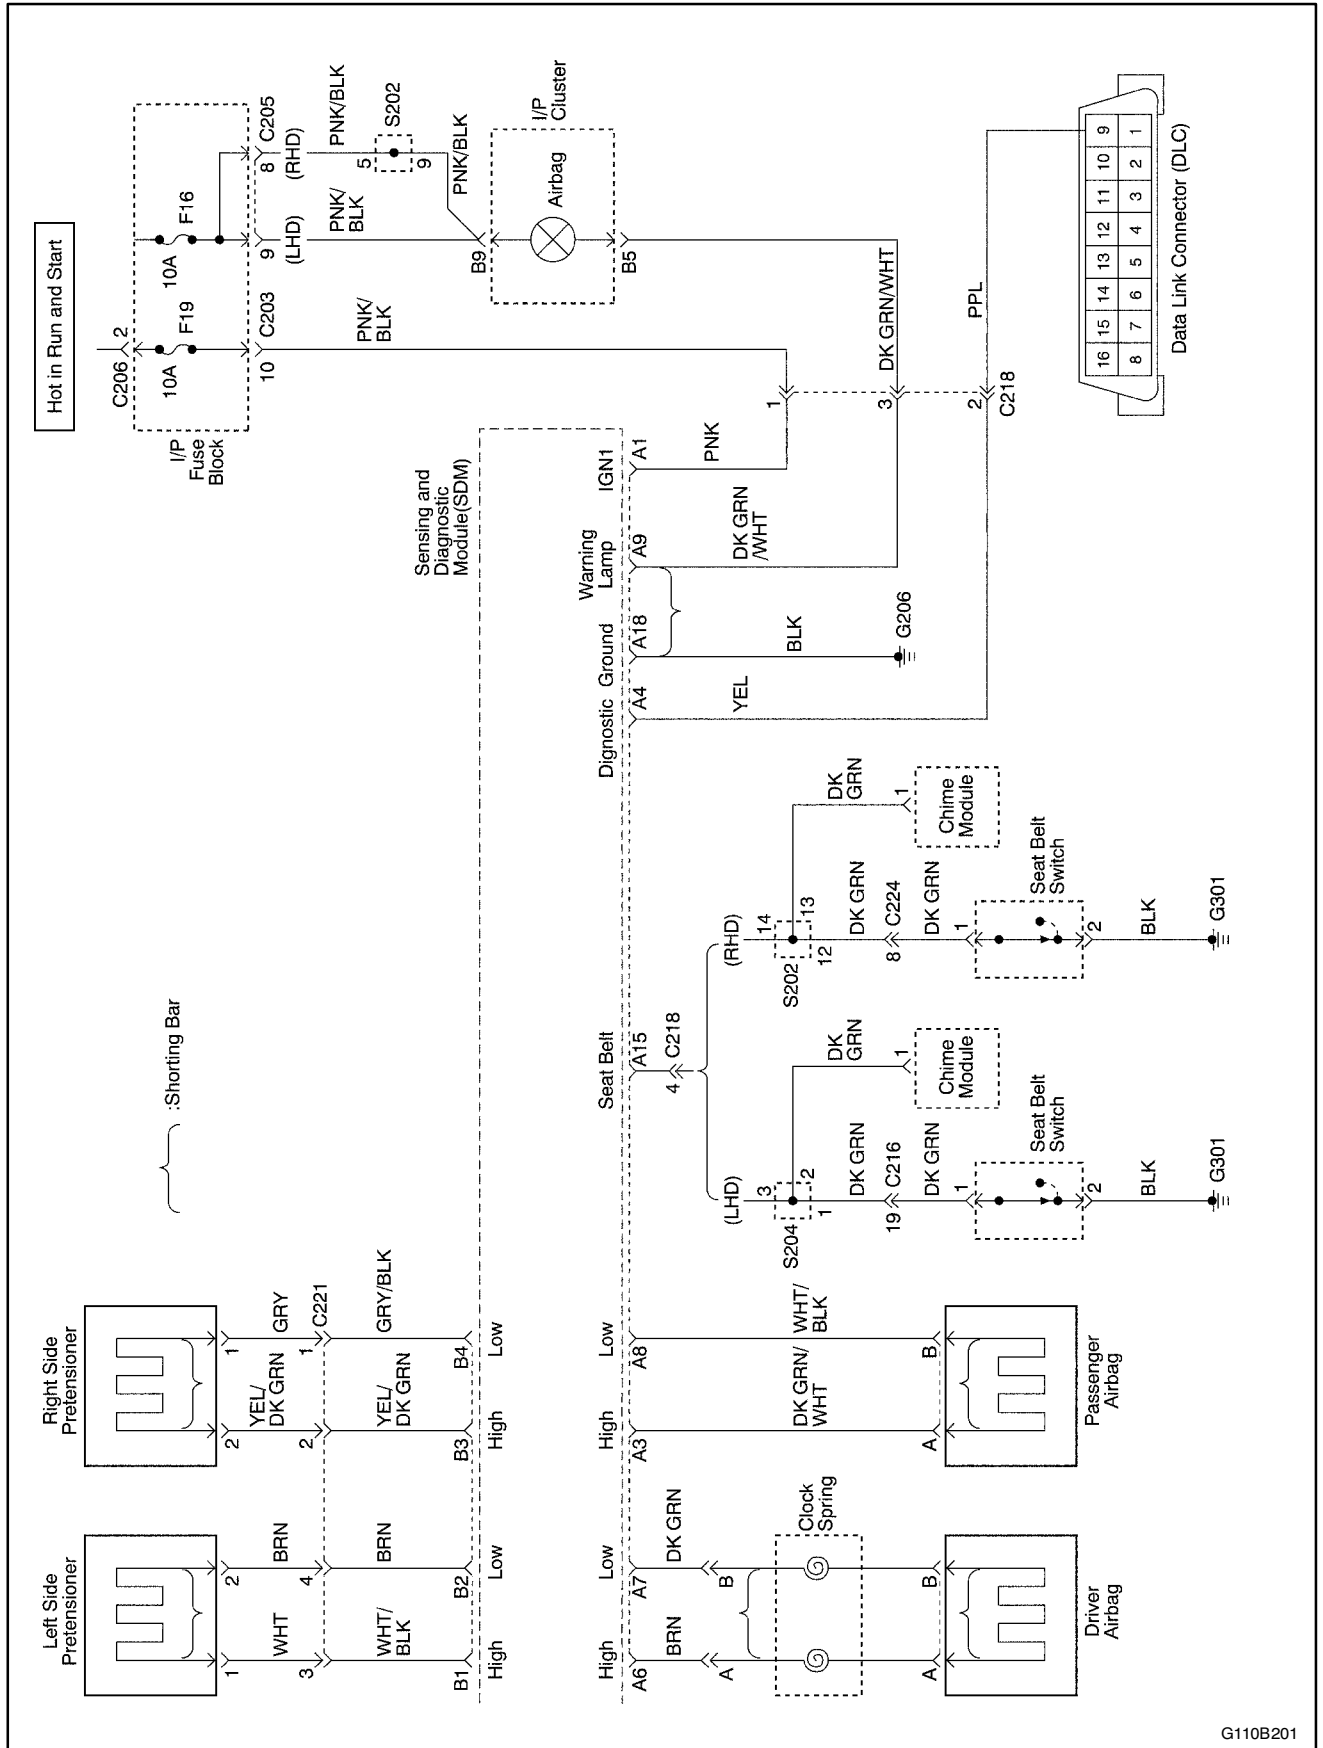 Left Side
Pretensioner
1
2
WHT
BRN
3
4
WHT/
BLK
BRN
B1
B2
High
Low
Right Side
Pretensioner
2
1
YEL/
DK GRN
GRY
2
1
C221
YEL/
DK GRN
GRY/BLK
B3
B4
High
Low
:Shorting Bar
Hot in Run and Start
C206
2
I/P
Fuse
Block
10A
F19
10A
F16
10
C203
9
(LHD)
8
C205
(RHD)
PNK/
BLK
PNK/
BLK
PNK/BLK
5
S202
9
PNK/BLK
B9
I/P
Cluster
Airbag
B5
Sensing and
Diagnostic
Module(SDM)
High
Low
High
Low
Seat Belt
Dignostic
Ground
Warning
Lamp
IGN1
A6
A7
A3
A8
A15
A4
A18
A9
A1
BRN
DK GRN
A
B
Clock
Spring
A
B
Driver
Airbag
DK GRN/
WHT
WHT/
BLK
A
B
Passenger
Airbag
4
C218
(LHD)
(RHD)
3
S204
1
2
DK
GRN
DK GRN
19
C216
DK GRN
1
Chime
Module
1
Seat Belt
Switch
2
BLK
G301
14
S202
12
13
DK
GRN
DK GRN
8
C224
DK GRN
1
Chime
Module
1
Seat Belt
Switch
2
BLK
G301
YEL
BLK
G206
DK GRN
/WHT
PNK
1
3
2
C218
DK GRN/WHT
PPL
16 15 14 13 12 11 10 9
8 7 6 5 4 3 2 1
Data Link Connector (DLC)
G110B201